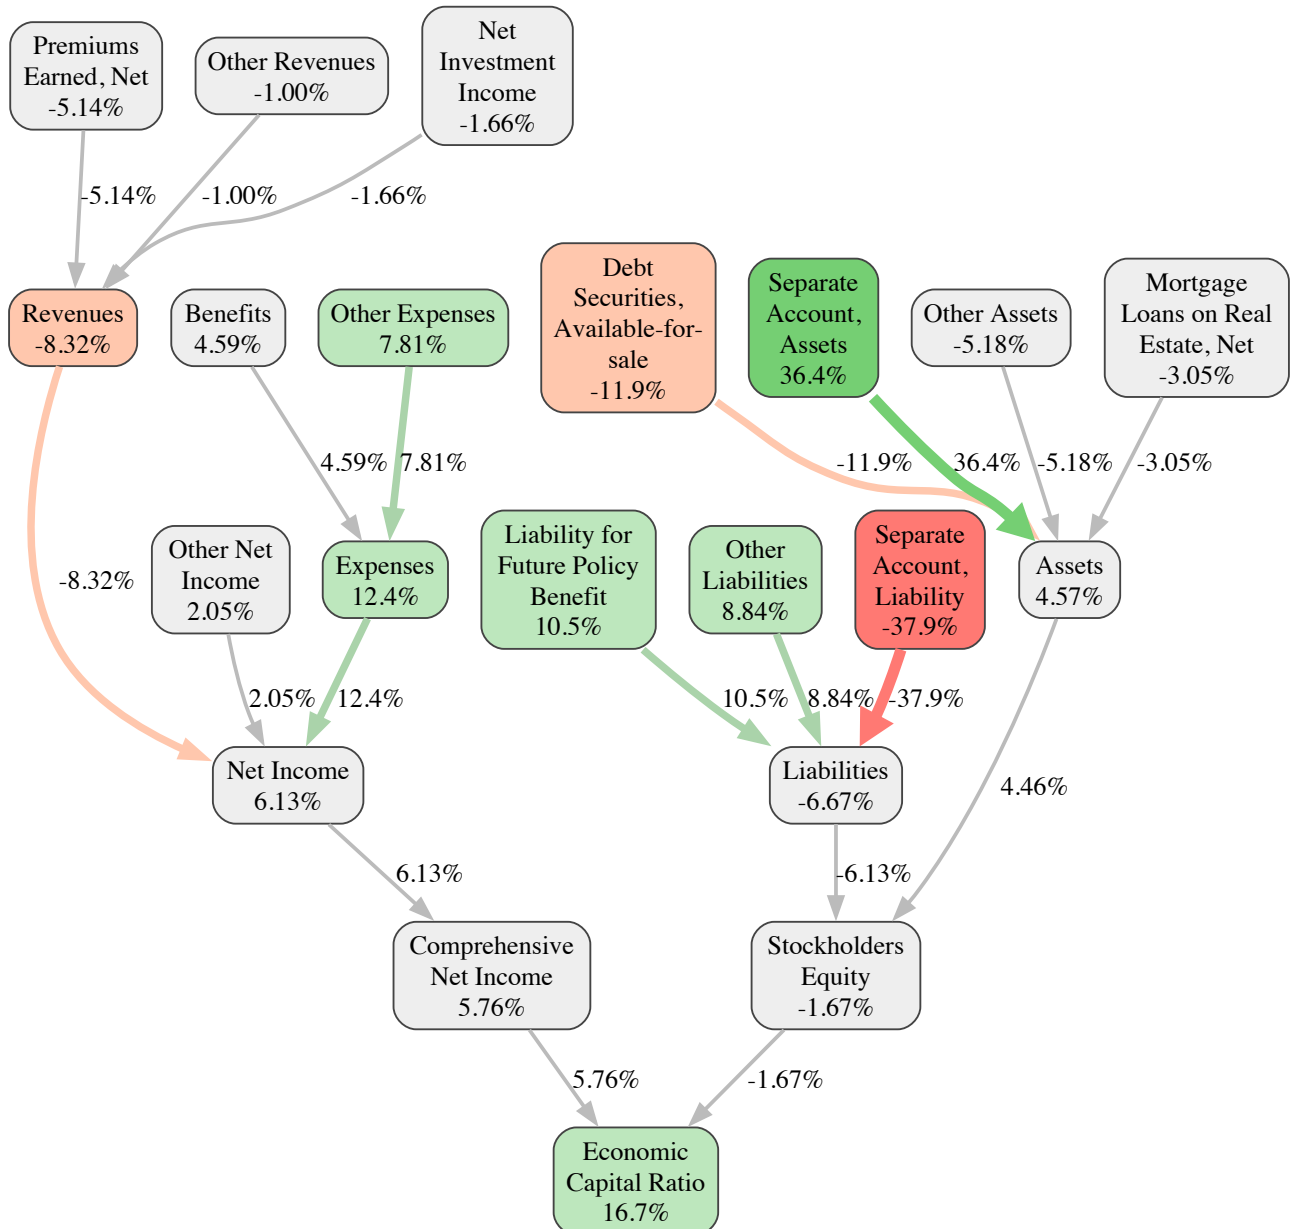 Premiums
Earned, Net
-5.14%
Other Revenues
-1.00%
Net
Investment
Income
-1.66%
-5.14%
-1.00%
-1.66%
Revenues
-8.32%
Benefits
4.59%
Other Expenses
7.81%
Debt
Securities,
Available-for-
sale
-11.9%
Separate
Account,
Assets
36.4%
Other Assets
-5.18%
Mortgage
Loans on Real
Estate, Net
-3.05%
4.59%
7.81%
-11.9%
36.4%
-5.18%
-3.05%
-8.32%
Other Net
Income
2.05%
Expenses
12.4%
Liability for
Future Policy
Benefit
10.5%
Other
Liabilities
8.84%
Separate
Account,
Liability
-37.9%
Assets
4.57%
2.05%
12.4%
10.5%
8.84%
-37.9%
Net Income
6.13%
Liabilities
-6.67%
4.46%
6.13%
-6.13%
Comprehensive
Net Income
5.76%
Stockholders
Equity
-1.67%
5.76%
-1.67%
Economic
Capital Ratio
16.7%